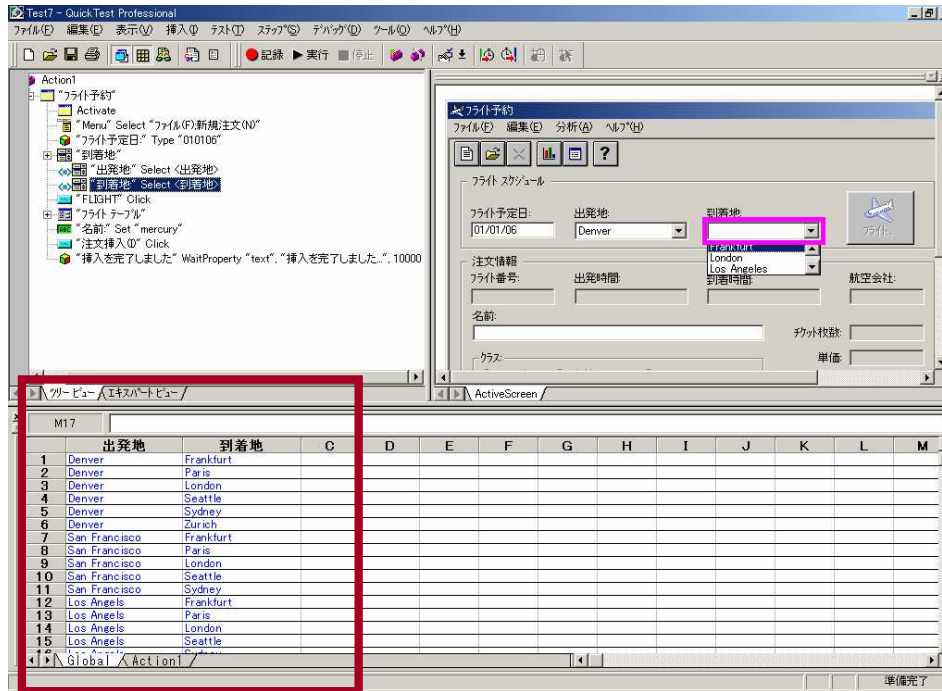 Test7 - QuickTest Professional
ファイル(F) 編集(E) 表示(V) 挿入(I) テスト(T) ステップ(S) デバッグ(D) ツール(Q) ヘルプ(H)
記録 実行 停止
Action1
"フライト予約"
Activate
"Menu" Select "ファイル(F);新規注文(N)"
"フライト予定日:" Type "010106"
"到着地"
"出発地" Select <出発地>
"到着地" Select <到着地>
"FLIGHT" Click
"フライト テーブル"
"名前:" Set "mercury"
"注文挿入(I)" Click
"挿入を完了しました" WaitProperty "text", "挿入を完了しました...", 10000
ツリー ビュー エキスパート ビュー
フライト予約
ファイル(F) 編集(E) 分析(A) ヘルプ(H)
フライト スケジュール
フライト予定日: 出発地: 到着地:
01/01/06 Denver
フライト...
Frankfurt
London
Los Angeles
注文情報
フライト番号: 出発時間: 到着時間: 航空会社:
名前:
チケット枚数:
クラス: 単価:
ActiveScreen
M17
出発地 到着地 C D E F G H I J K L M
1 Denver Frankfurt
2 Denver Paris
3 Denver London
4 Denver Seattle
5 Denver Sydney
6 Denver Zurich
7 San Francisco Frankfurt
8 San Francisco Paris
9 San Francisco London
10 San Francisco Seattle
11 San Francisco Sydney
12 Los Angels Frankfurt
13 Los Angels Paris
14 Los Angels London
15 Los Angels Seattle
Global Action1
準備完了